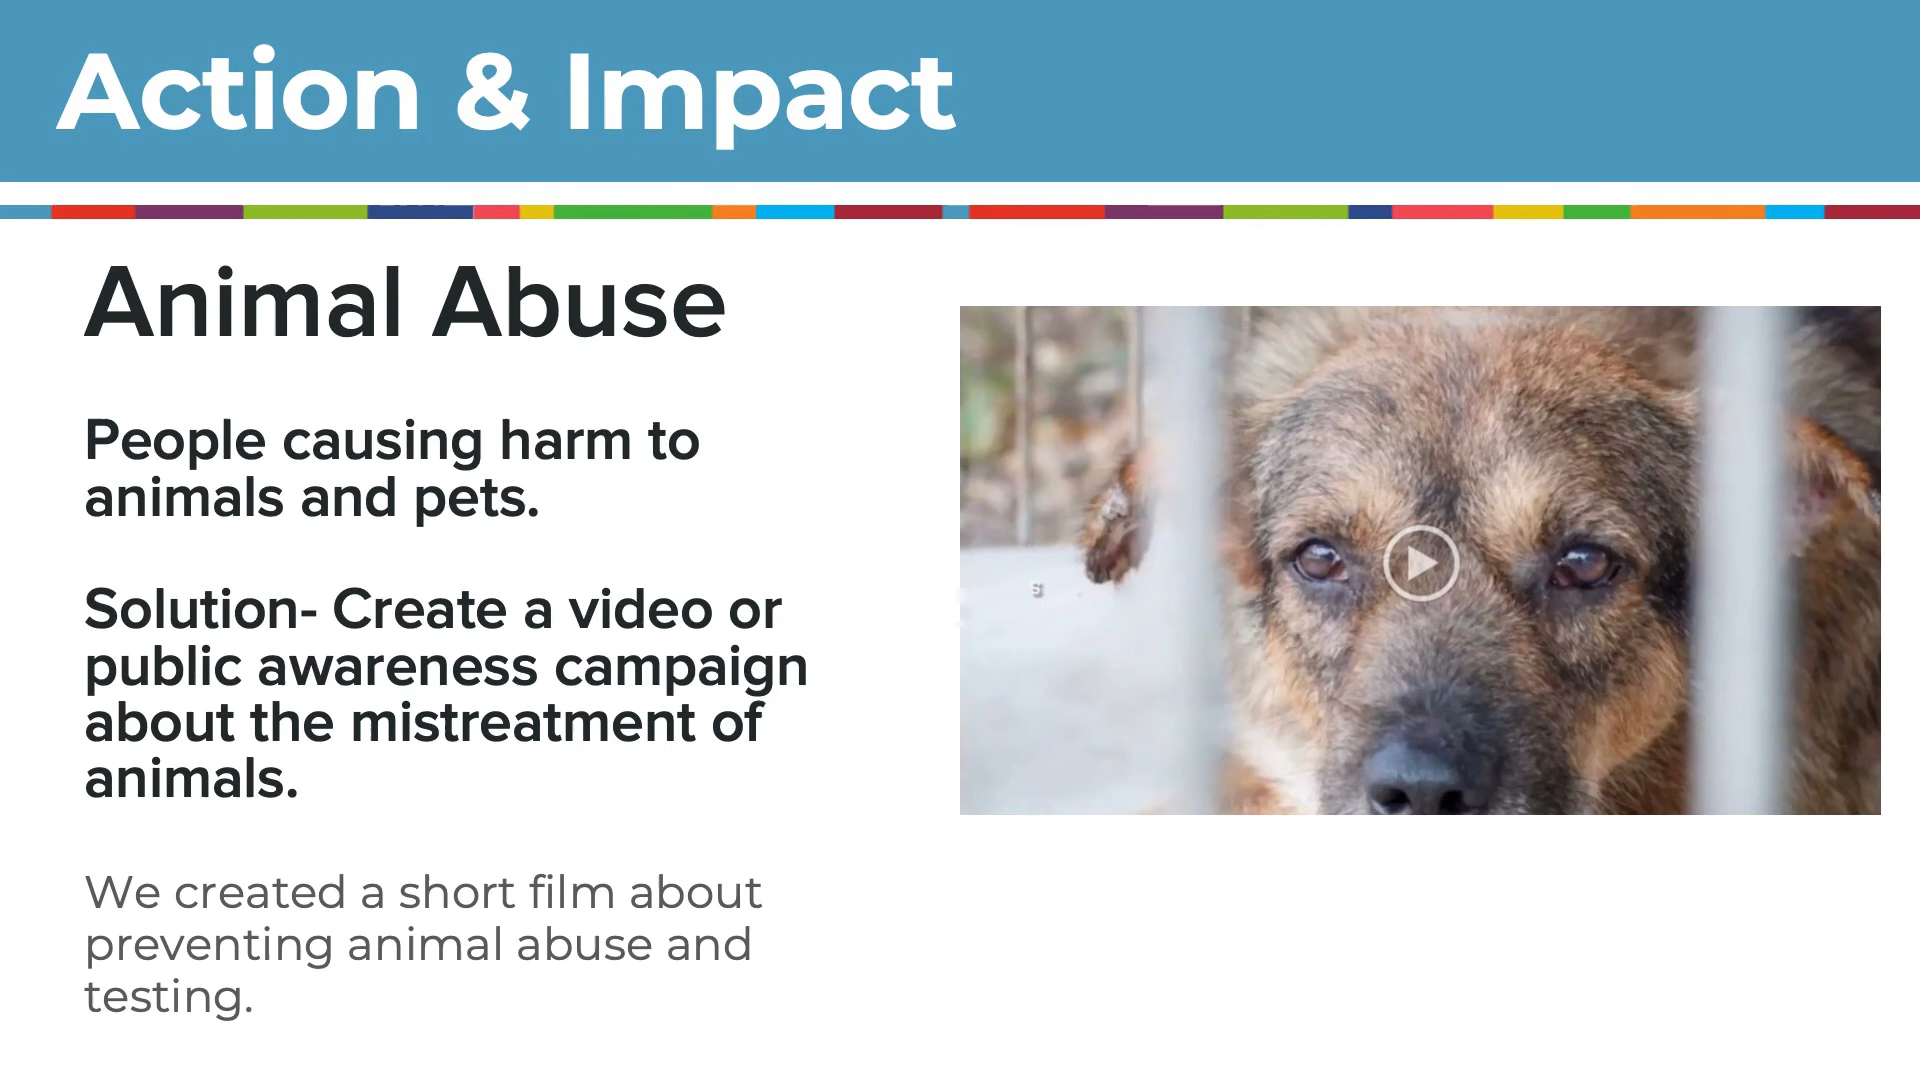 Action & Impact
Animal Abuse
People causing harm to
animals and pets.
Solution- Create a video or
public awareness campaign
about the mistreatment of
animals.
We created a short film about
preventing animal abuse and
testing.